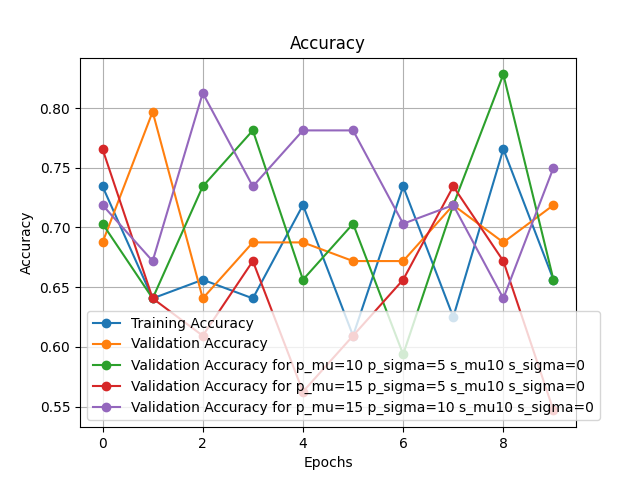 Accuracy
0.80
0.75
0.70
0.65
0.60
0.55
Accuracy
Training Accuracy
Validation Accuracy
Validation Accuracy for p_mu=10 p_sigma=5 s_mu10 s_sigma=0
Validation Accuracy for p_mu=15 p_sigma=5 s_mu10 s_sigma=0
Validation Accuracy for p_mu=15 p_sigma=10 s_mu10 s_sigma=0
0 2 4 6 8
Epochs